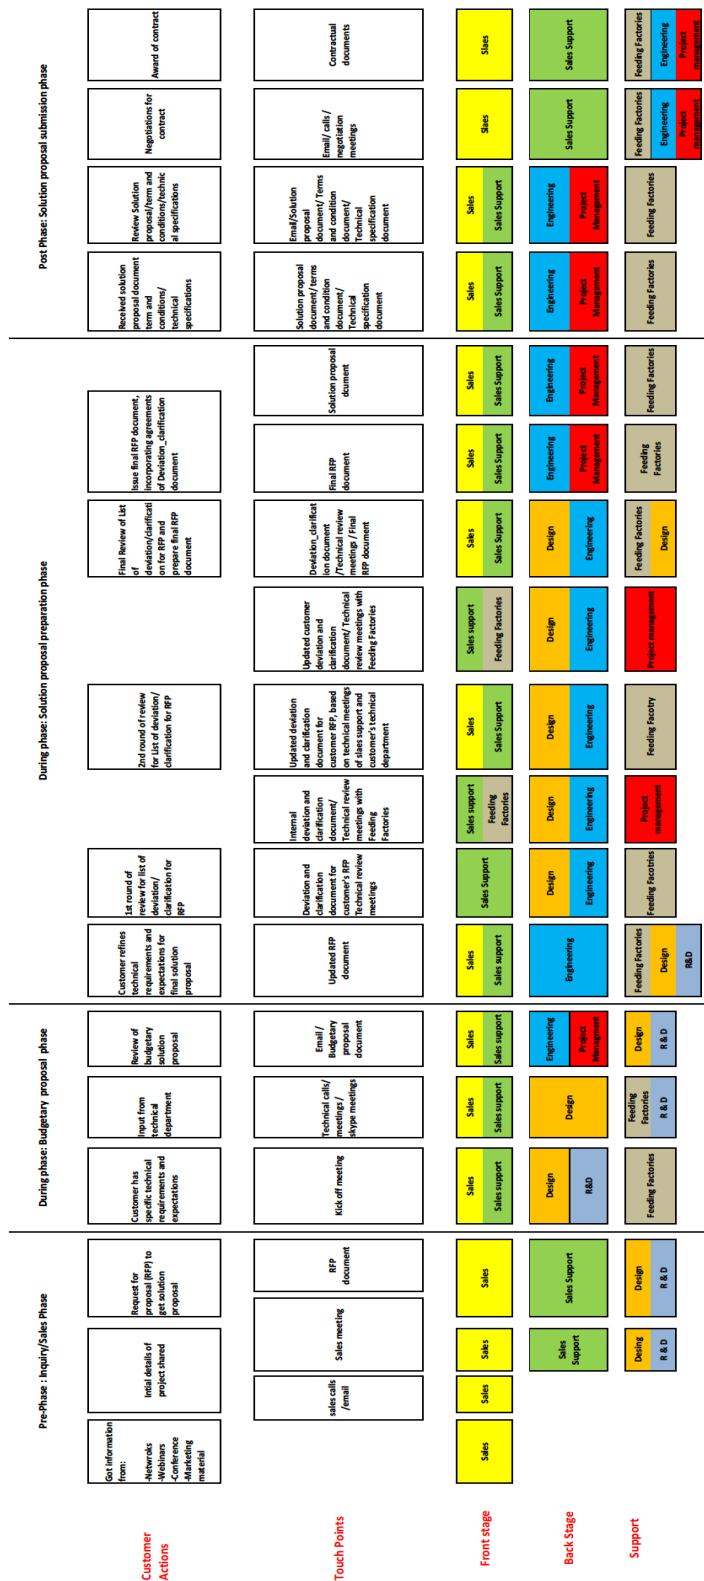 Pre-Phase : Inquiry/Sales Phase
During phase: Budgetary proposal  phase
During phase: Solution proposal preparation phase
Post Phase: Solution proposal submission phase
Customer
Actions
Got information
from:
-Netwroks
-Webinars
-Conference
-Marketing
material
Intial details of
project shared
Request for
proposal (RFP) to
get solution
proposal
Customer has
specific technical
requirements and
expectations
Input from
technical
department
Review of
budgetary
solution
proposal
Customer refines
technical
requirements and
expectations for
final solution
proposal
1st round of
review for list of
deviation/
clarification for
RFP
2nd round of review
for List of deviation/
clarification for RFP
Final Review of List
of
deviation/clarificati
on for RFP and
prepare final RFP
document
Issue final RFP document,
incorporating agreements
of Deviation_clarification
document
Received solution
proposal document
term and
conditions/
technical
specifications
Review Solution
proposal/term and
conditions/technic
al specifications
Negotiations for
contract
Award of contract
Touch Points
sales calls
/email
Sales meeting
RFP
document
Kick off meeting
Technical calls/
meetings /
skype meetings
Email /
Budgetary
proposal
document
Updated RFP
document
Deviation and
clarification
document for
customer's RFP
Technical review
meetings
Internal
deviation and
clarification
document/
Technical review
meetings with
Feeding
Factories
Updated deviation
and clarification
document for
customer RFP, based
on technical meetings
of slaes support and
customer's technical
department
Updated customer
deviation and
clarification
document/ Technical
review meetings with
Feeding Factories
Deviation_clarificat
ion document
/Technical review
meetings / Final
RFP document
Final RFP
document
Solution proposal
dcument
Solution proposal
document/ terms
and condition
document/
Technical
specification
document
Email/Solution
proposal
document/ Terms
and condition
document/
Technical
specification
document
Email/ calls /
negotiation
meetings
Contractual
documents
Front stage
Sales
Sales
Sales
Sales
Sales
Sales support
Sales
Sales support
Sales
Sales support
Sales
Sales support
Sales Support
Sales support
Feeding
Factories
Sales
Sales Support
Sales support
Feeding Factories
Sales
Sales Support
Sales
Sales Support
Sales
Sales Support
Sales
Sales Support
Sales
Sales Support
Slaes
Slaes
Back Stage
Sales
Support
Sales Support
Design
R&D
Design
Engineering
Project
Managment
Engineering
Design
Engineering
Design
Engineering
Design
Engineering
Design
Engineering
Design
Engineering
Engineering
Project
Management
Engineering
Project
Management
Engineering
Project
Management
Engineering
Project
Management
Sales Support
Sales Support
Support
Desing
R & D
Design
R & D
Feeding Factories
Feeding
Factories
R & D
Design
R & D
Feeding Factories
Design
R&D
Feeding Facotries
Project
management
Feeding Facotry
Project management
Feeding Factories
Design
Feeding
Factories
Feeding Factories
Feeding Factories
Feeding Factories
Feeding Factories
Engineering
Project
management
Feeding Factories
Engineering
Project
management